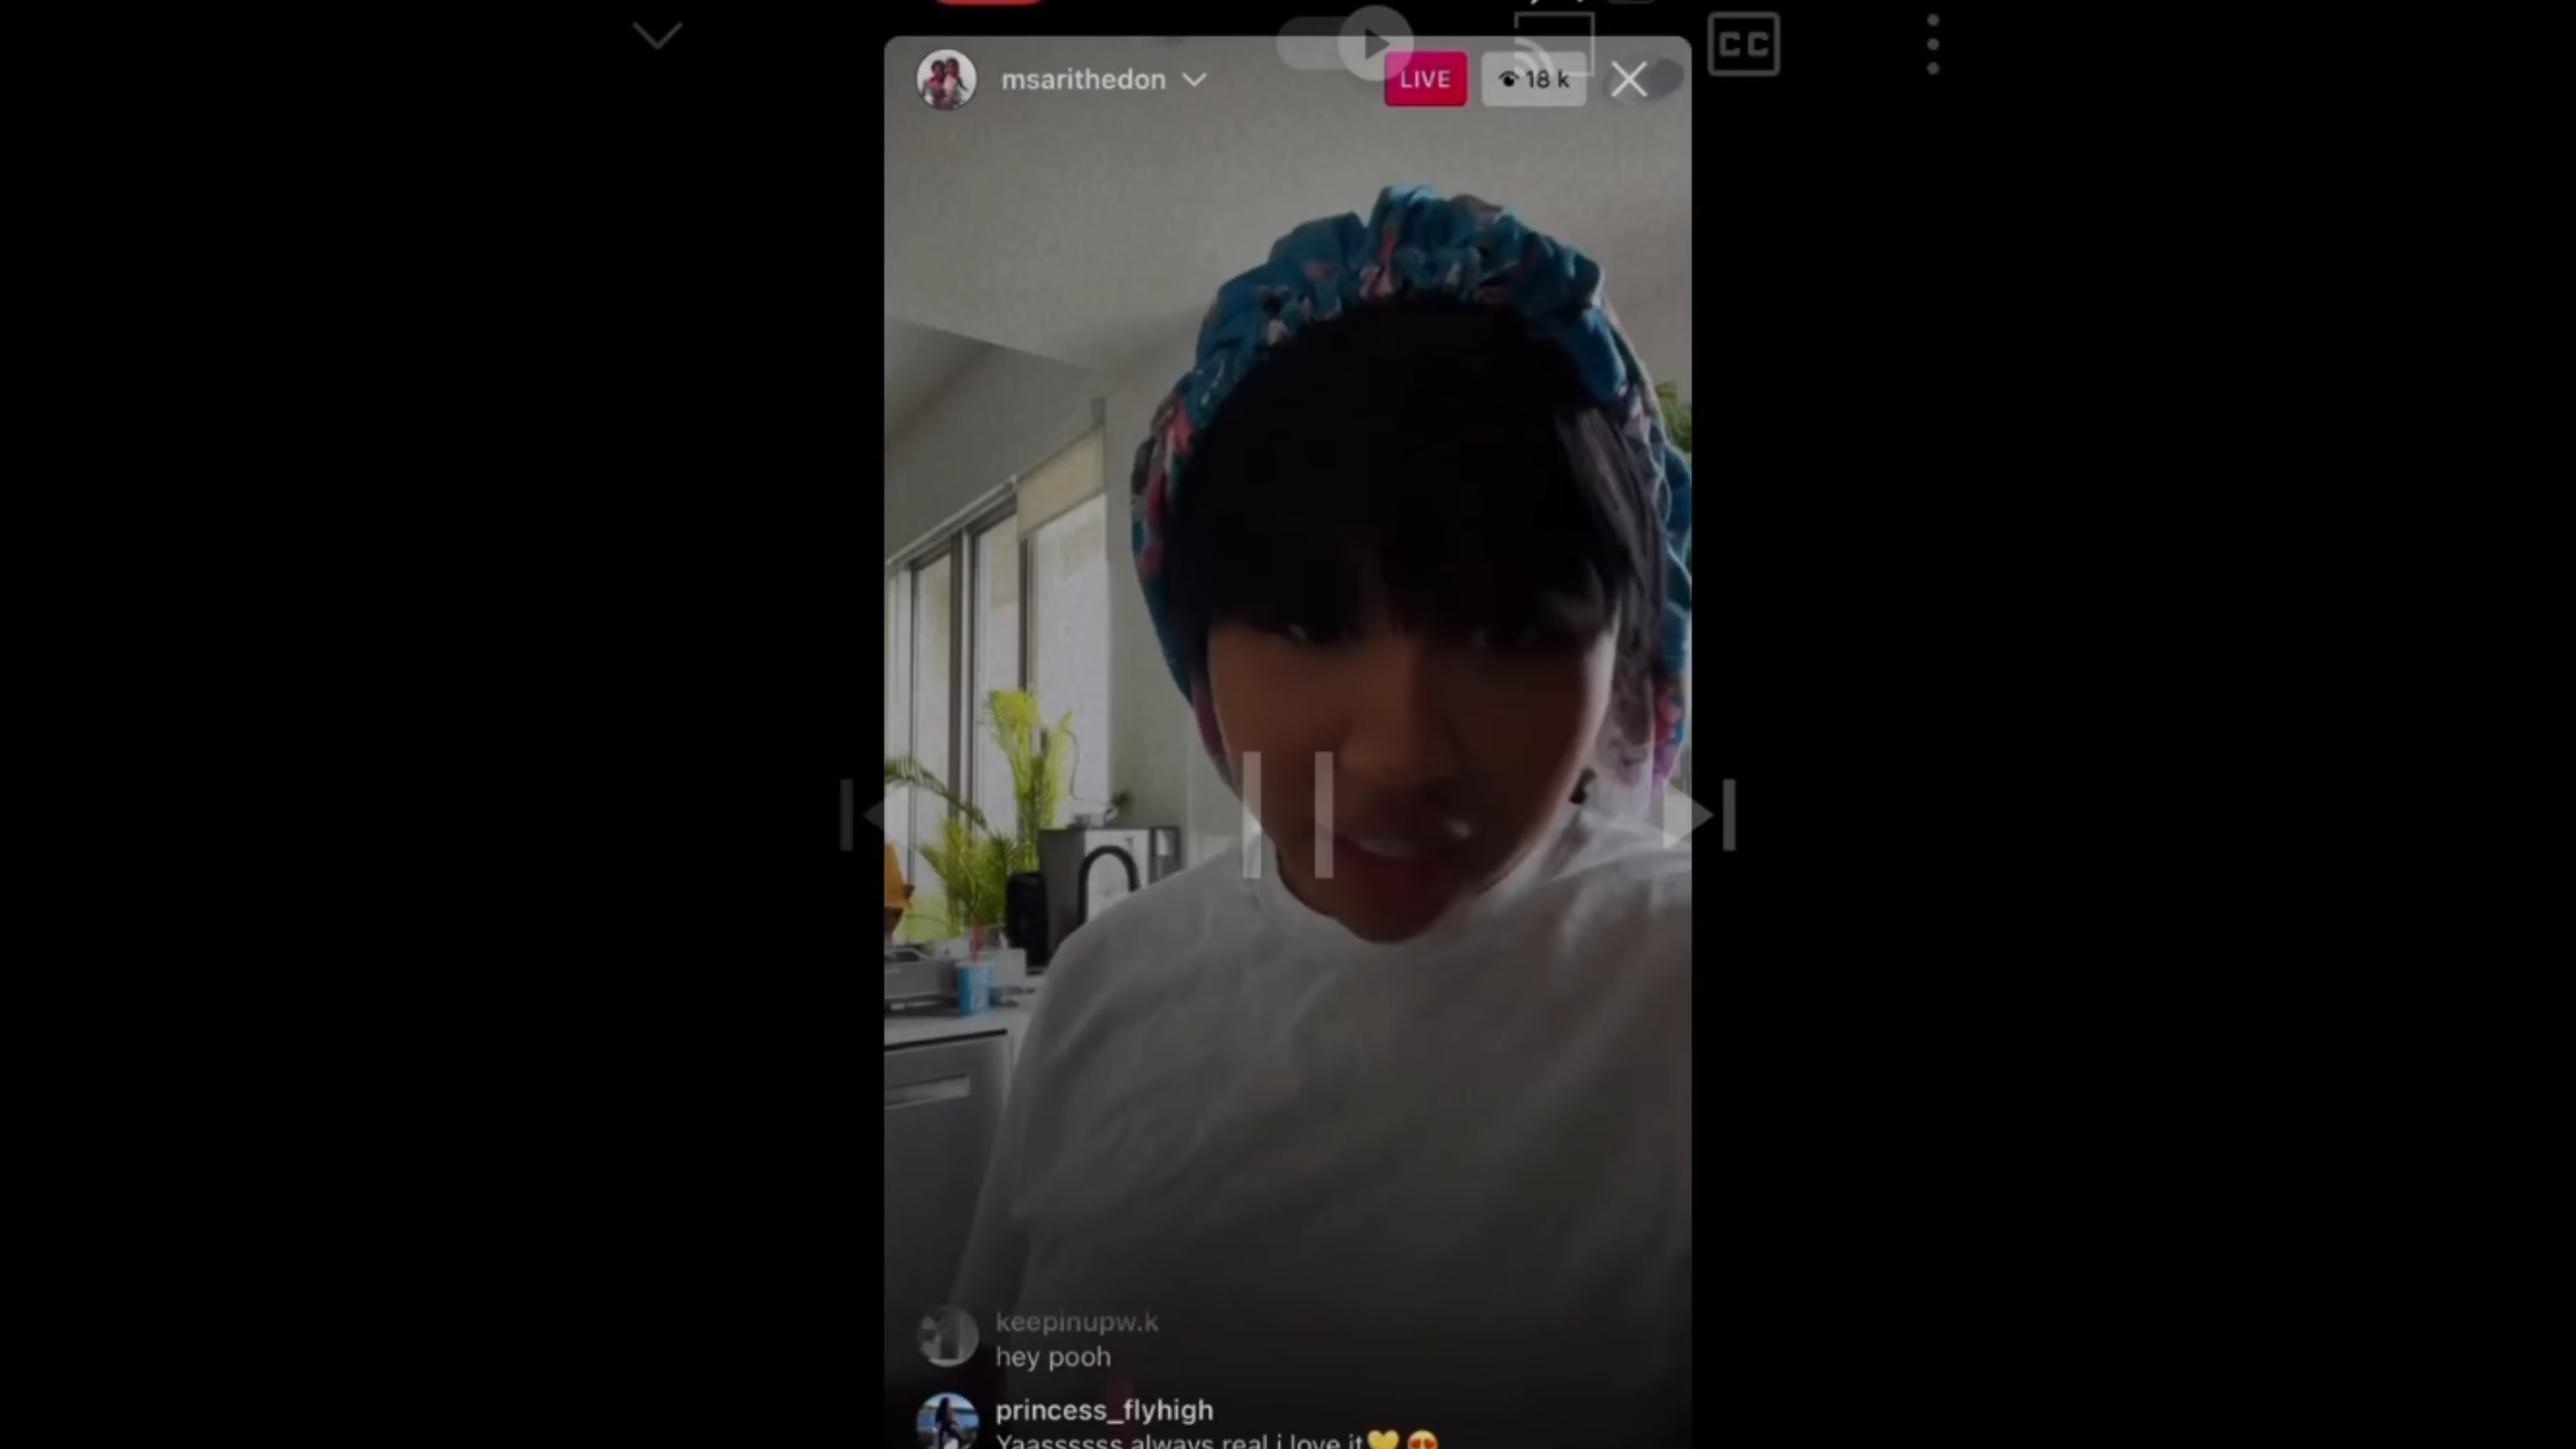 msarithedon
LIVE
18 k
CC
keepinupw.k
hey pooh
princess_flyhigh
Yaassssss always real i love it💛 😍